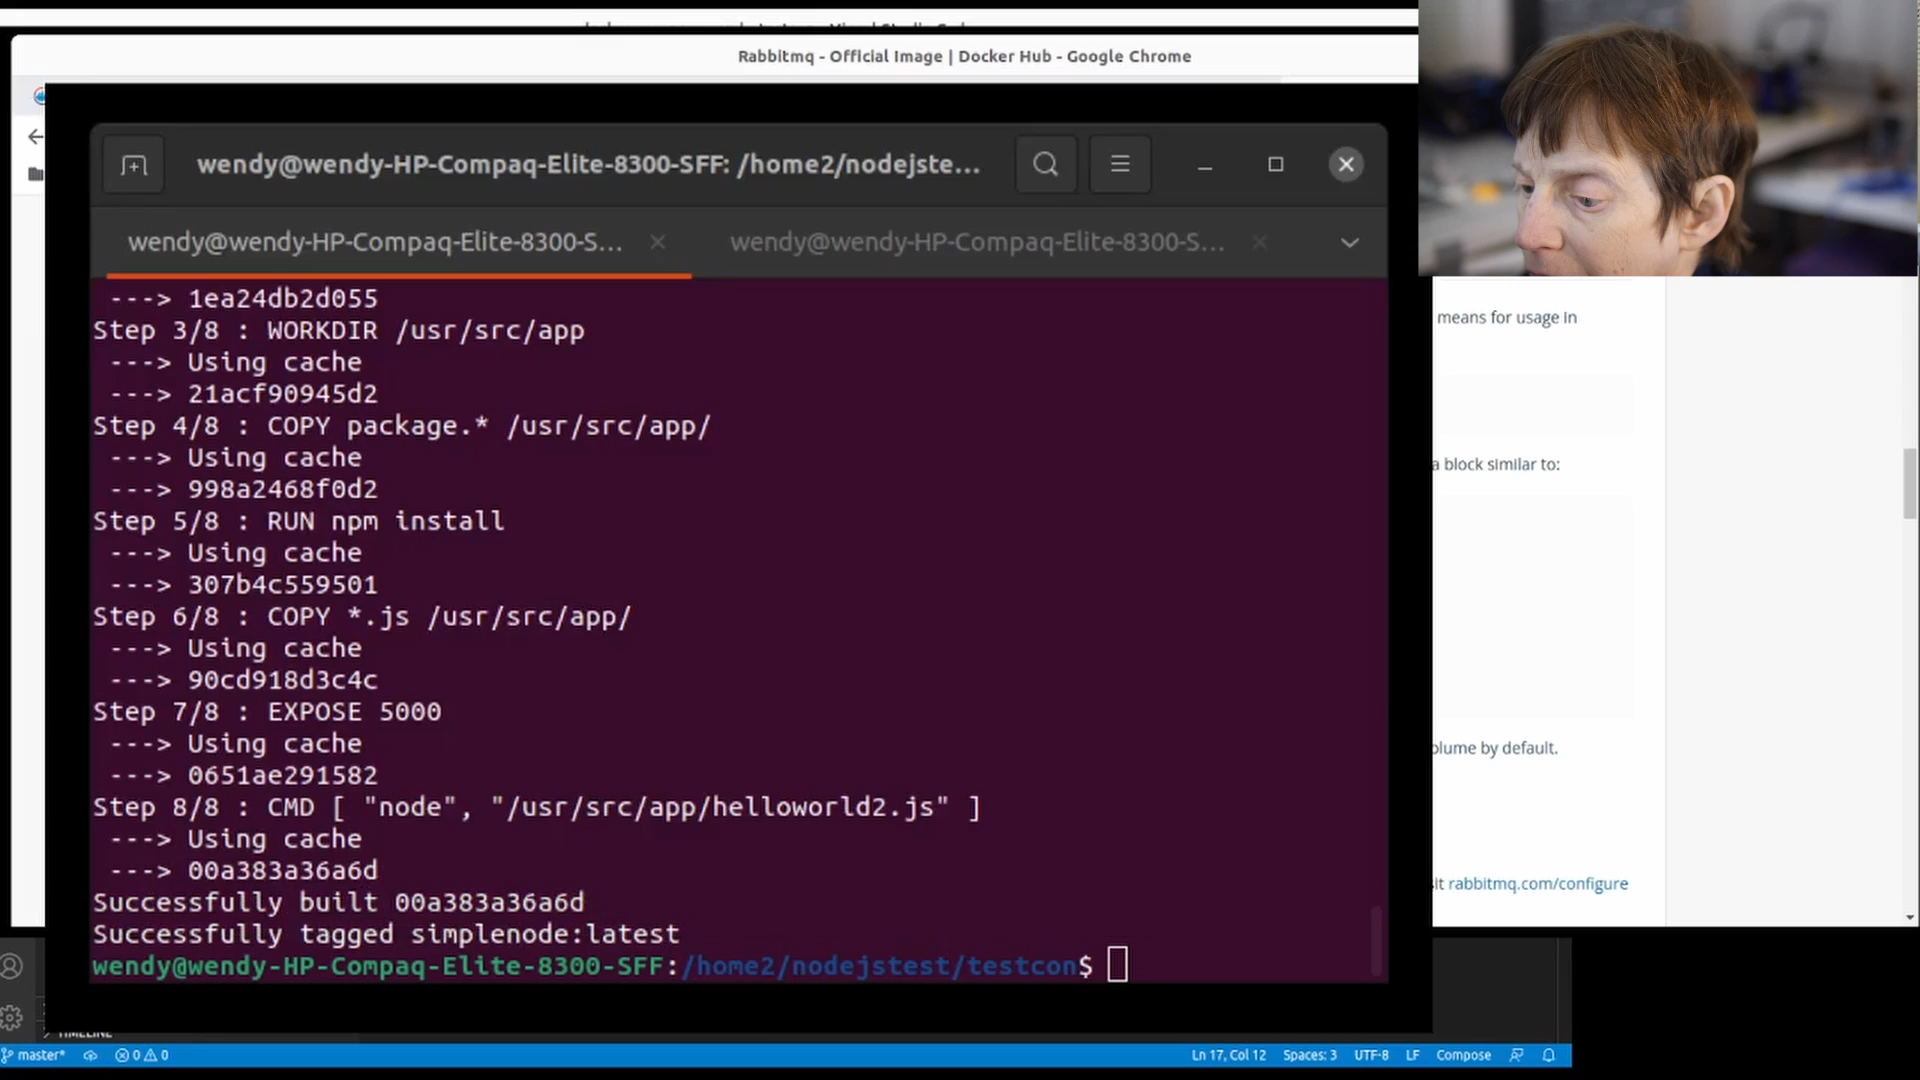 Rabbitmq - Official Image | Docker Hub - Google Chrome
wendy@wendy-HP-Compaq-Elite-8300-SFF: /home2/nodejste...
wendy@wendy-HP-Compaq-Elite-8300-S...
wendy@wendy-HP-Compaq-Elite-8300-S...
---> 1ea24db2d055
Step 3/8 : WORKDIR /usr/src/app
---> Using cache
---> 21acf90945d2
Step 4/8 : COPY package.* /usr/src/app/
---> Using cache
---> 998a2468f0d2
Step 5/8 : RUN npm install
---> Using cache
---> 307b4c559501
Step 6/8 : COPY *.js /usr/src/app/
---> Using cache
---> 90cd918d3c4c
Step 7/8 : EXPOSE 5000
---> Using cache
---> 0651ae291582
Step 8/8 : CMD [ "node", "/usr/src/app/helloworld2.js" ]
---> Using cache
---> 00a383a36a6d
Successfully built 00a383a36a6d
Successfully tagged simplenode:latest
wendy@wendy-HP-Compaq-Elite-8300-SFF:/home2/nodejstest/testcon$
means for usage in
a block similar to:
olume by default.
it rabbitmq.com/configure
TIMELINE
master* 0 0 Ln 17, Col 12 Spaces: 3 UTF-8 LF Compose